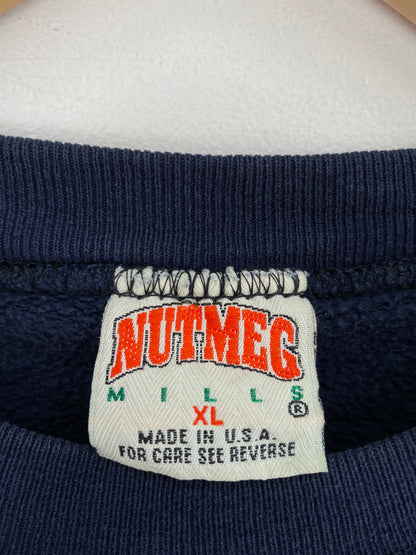 NUTMEG
MILLS
XL ®
MADE IN U.S.A.
FOR CARE SEE REVERSE